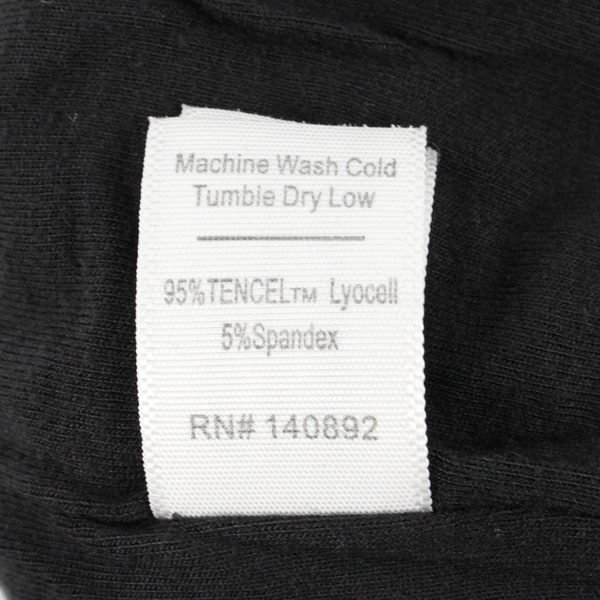 Machine Wash Cold
Tumble Dry Low
95%TENCEL™ Lyocell
5%Spandex
RN# 140892